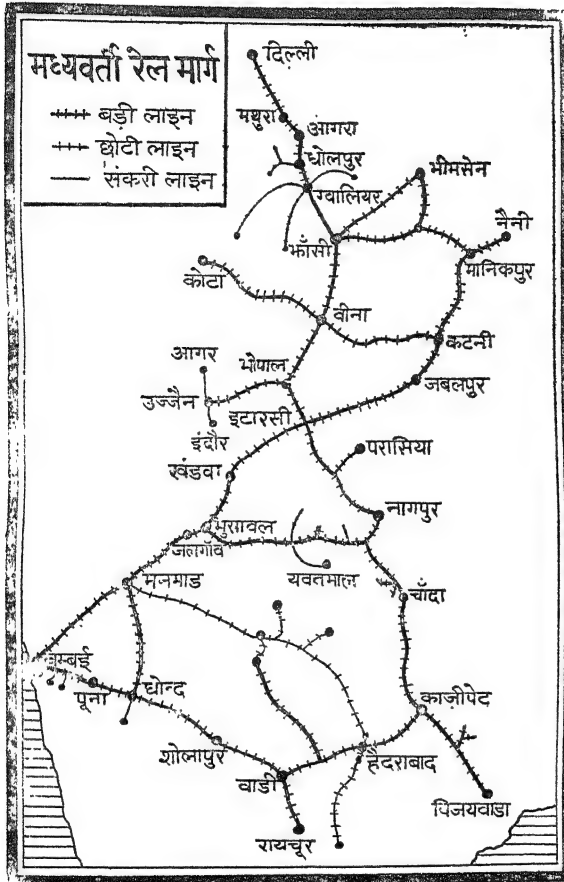 मध्यवर्ती रेल मार्ग
बड़ी लाइन
छोटी लाइन
संकरी लाइन
दिल्ली
मथुरा
आगरा
धोलपुर
ग्वालियर
भीमसेन
नैनी
झाँसी
मानिकपुर
कोटा
वीना
कटनी
आगर
भोपाल
जबलपुर
उज्जैन
इटारसी
इंदौर
परासिया
खंडवा
नागपुर
भुसावल
जलगाँव
यवतमाल
मनमाड
चाँदा
बम्बई
पूना
धोन्द
काज़ीपेट
शोलापुर
हैदराबाद
वाडी
विजयवाडा
रायचूर